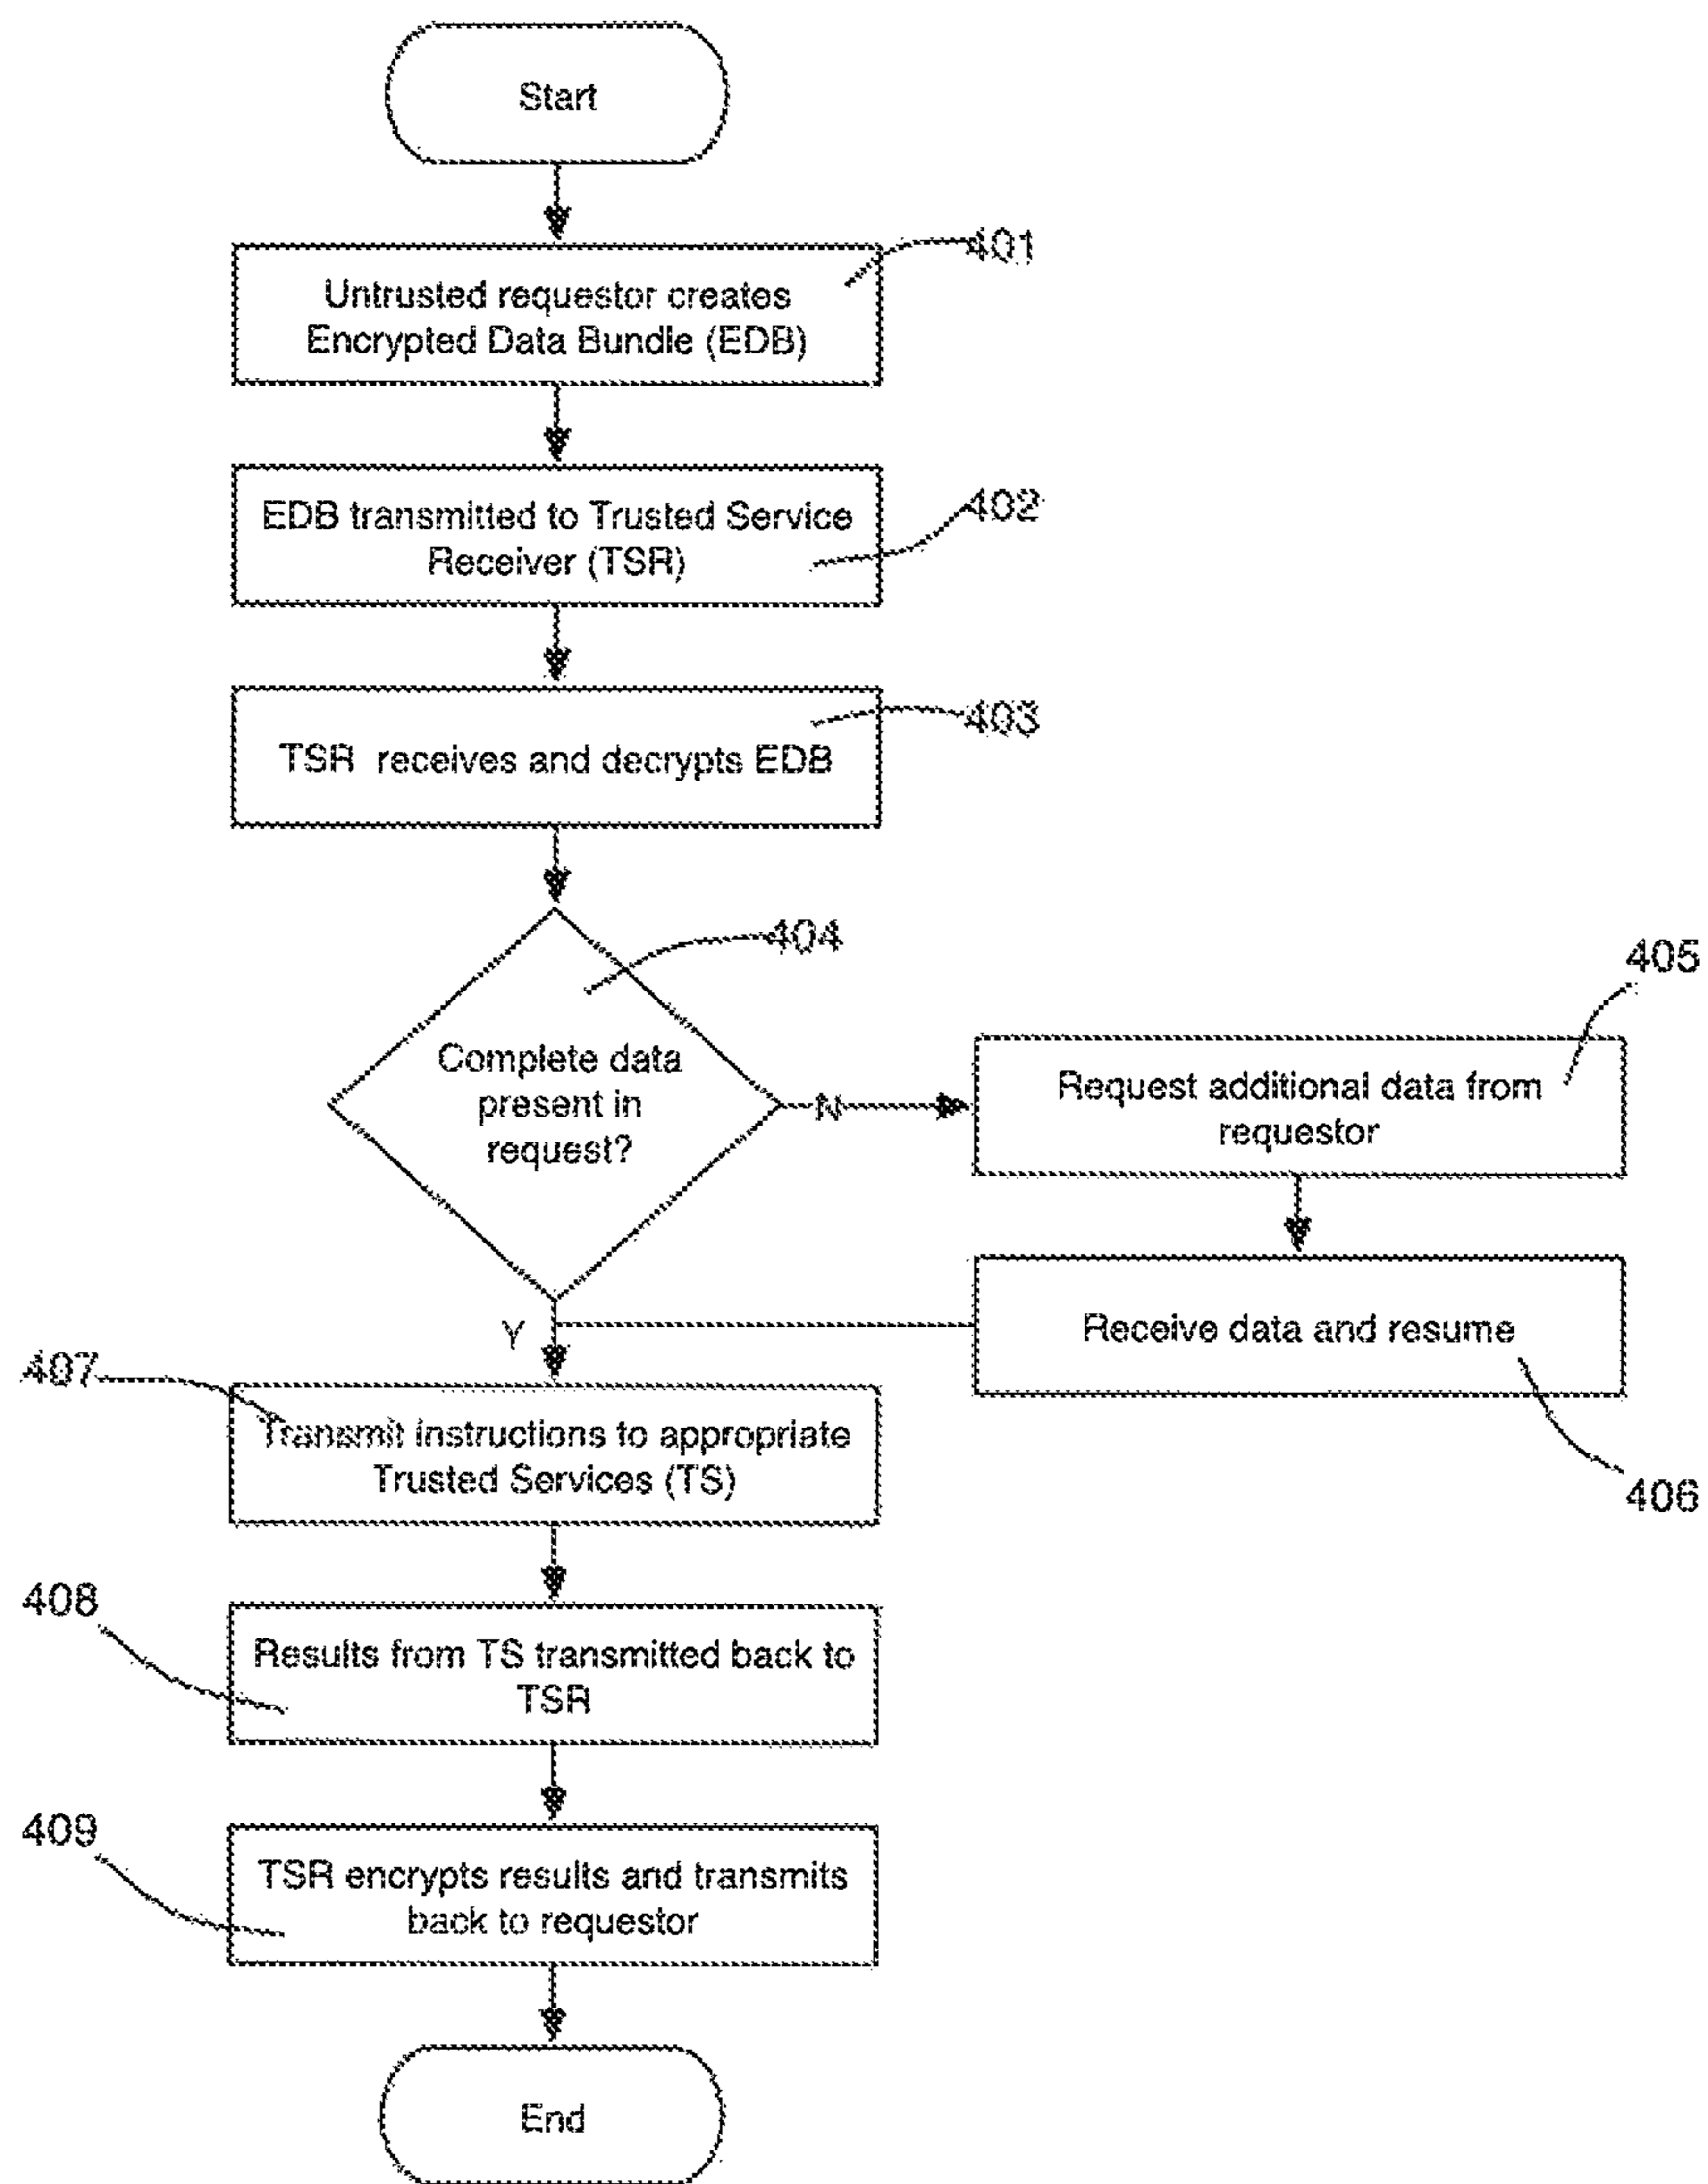 Start
401
Untrusted requestor creates
Encrypted Data Bundle (EDB)
402
EDB transmitted to Trusted Service
Receiver (TSR)
403
TSR receives and decrypts EDB
404
Complete data
present in
request?
N
405
Request additional data from
requestor
Y
Receive data and resume
406
407
Transmit instructions to appropriate
Trusted Services (TS)
408
Results from TS transmitted back to
TSR
409
TSR encrypts results and transmits
back to requestor
End